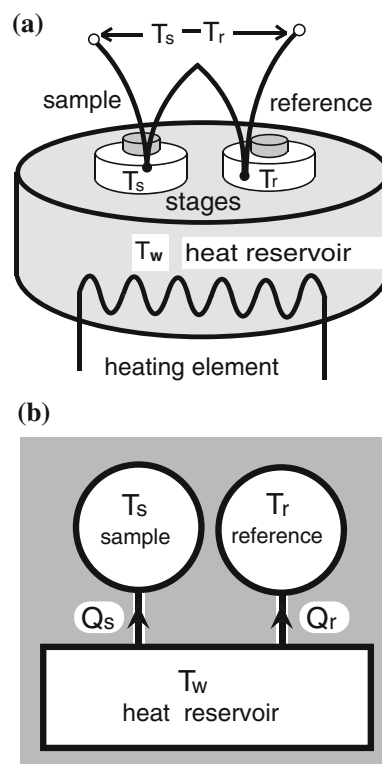 (a)
Ts − Tr
sample
reference
Ts
Tr
stages
Tw heat reservoir
heating element
(b)
Ts
sample
Tr
reference
Qs
Qr
Tw
heat reservoir